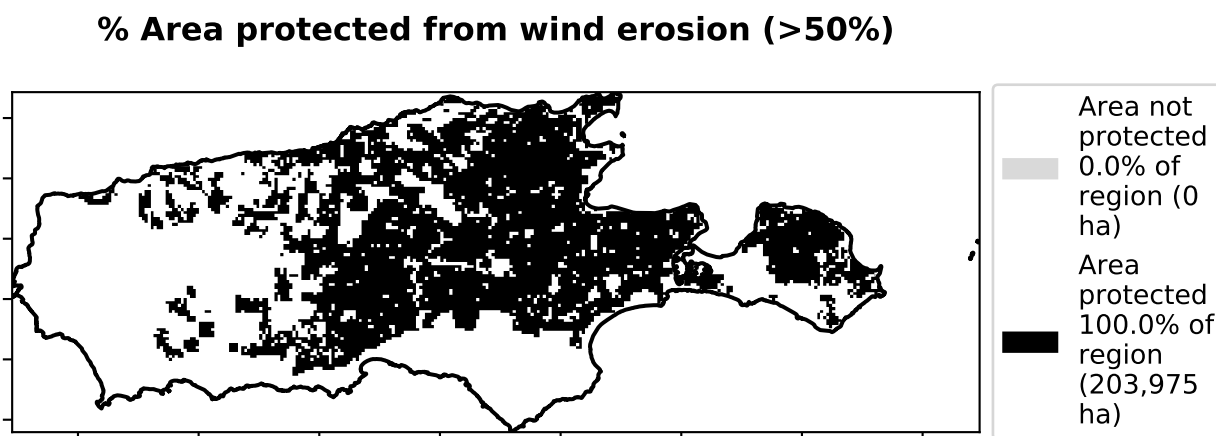 % Area protected from wind erosion (>50%)
Area not
protected
0.0% of
region (0
ha)
Area
protected
100.0% of
region
(203,975
ha)